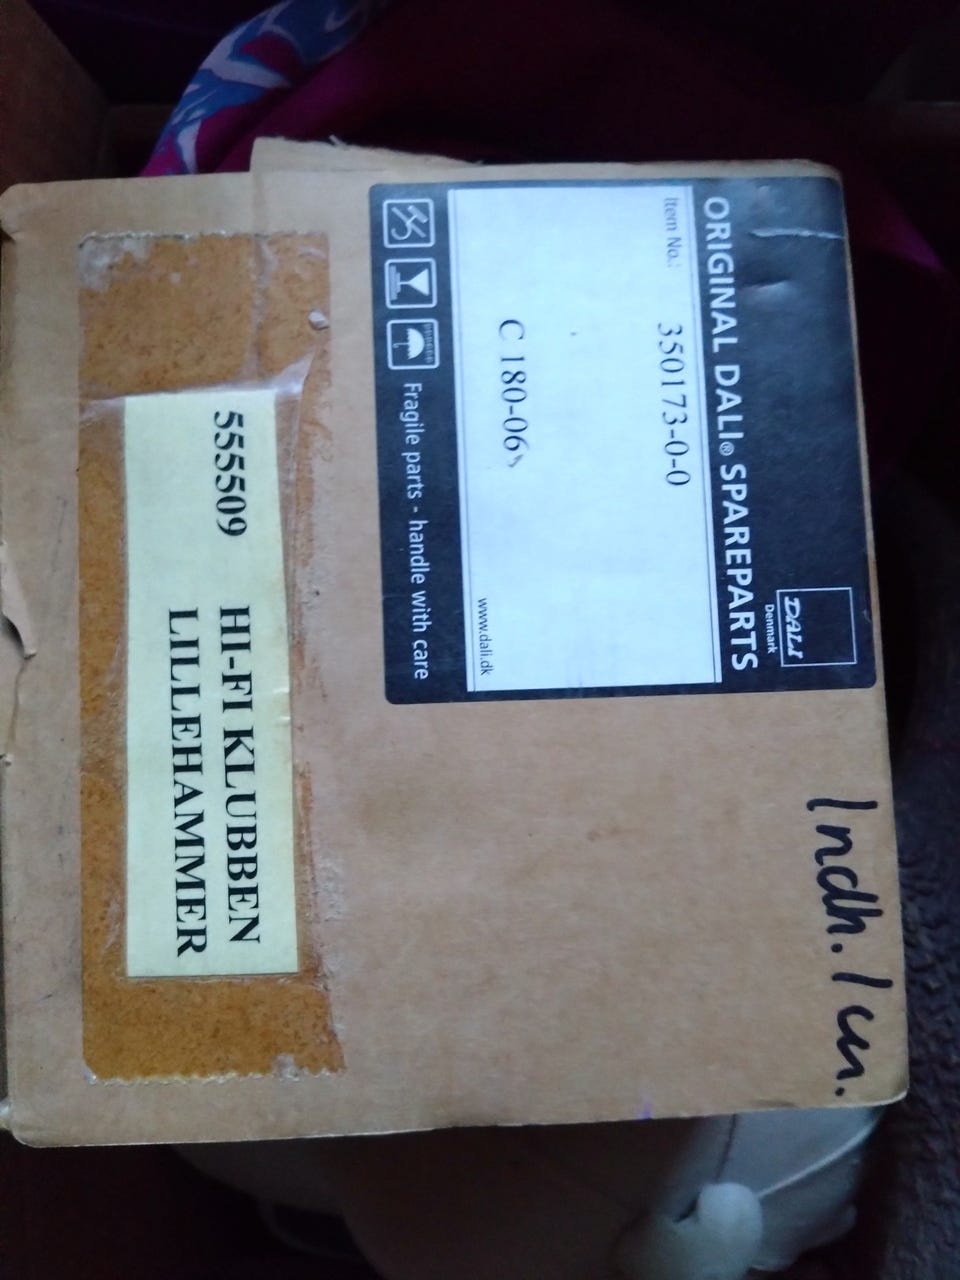 DALI
Denmark
ORIGINAL DALI® SPAREPARTS
Item No.: 350173-0-0
C 180-06
www.dali.dk
Fragile parts - handle with care
Indh. 1 un.
555509 HI-FI KLUBBEN
LILLEHAMMER